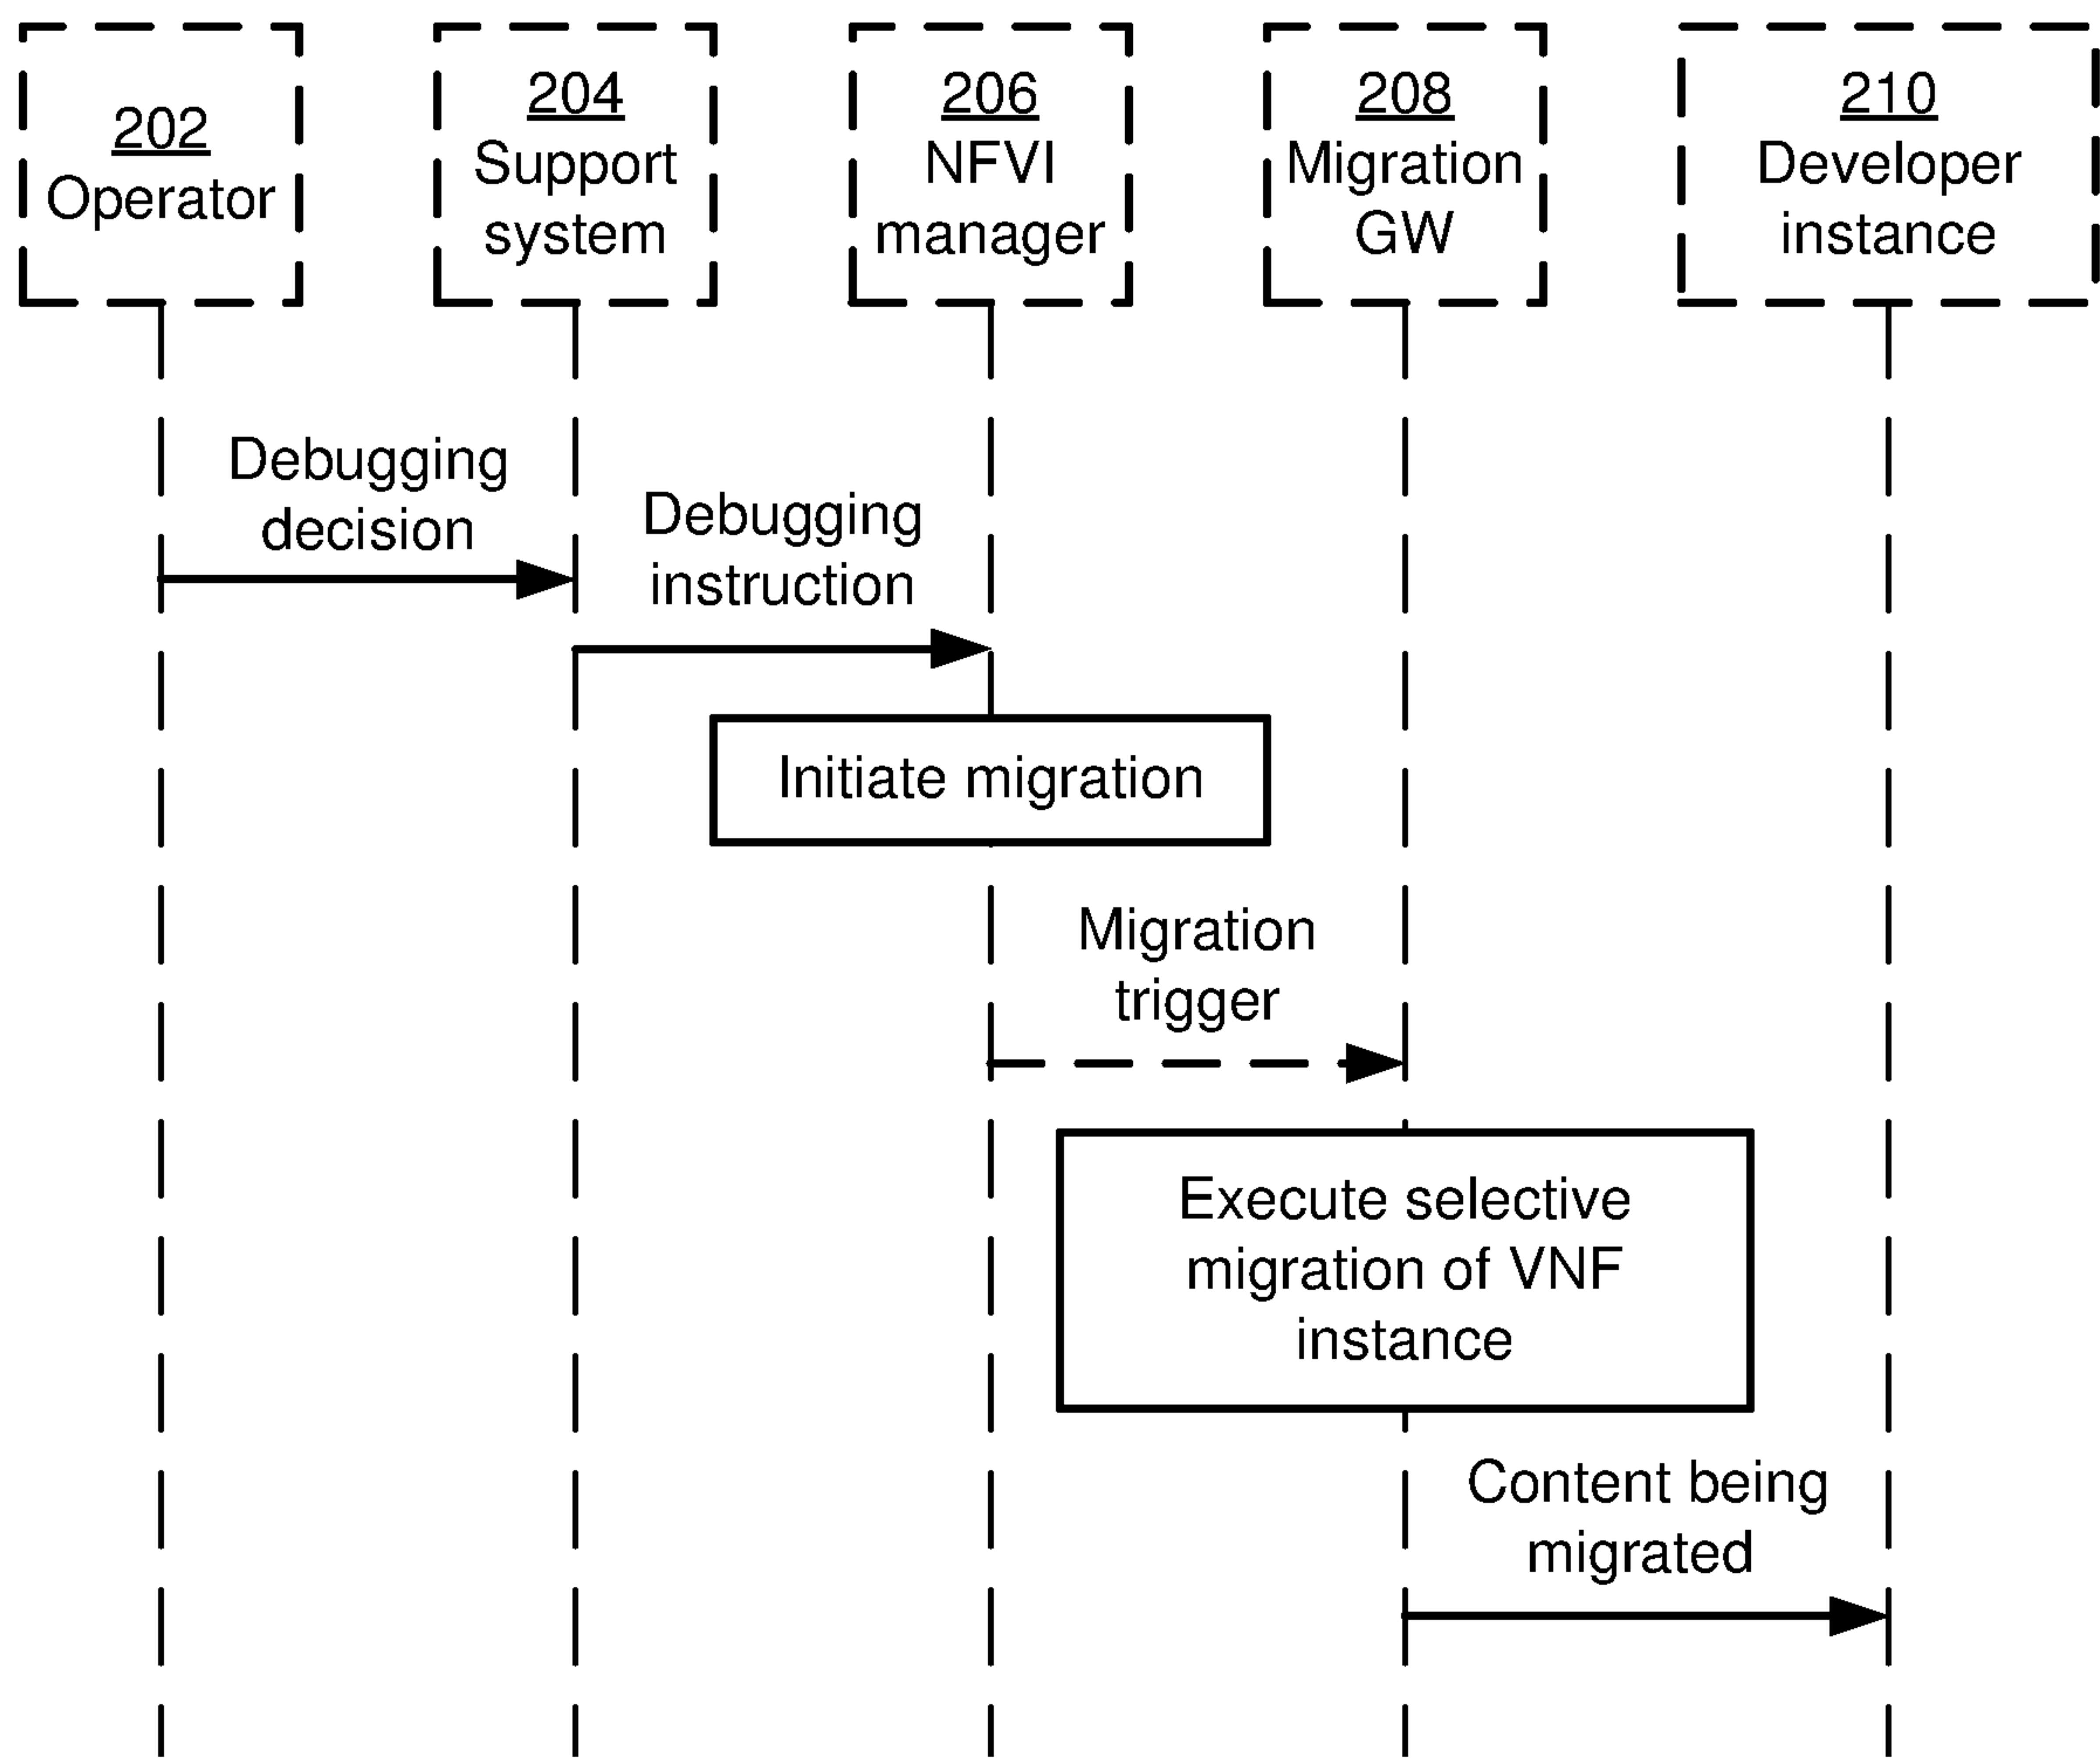 202
Operator
204
Support
system
206
NFVI
manager
208
Migration
GW
210
Developer
instance
Debugging
decision
Debugging
instruction
Initiate migration
Migration
trigger
Execute selective
migration of VNF
instance
Content being
migrated